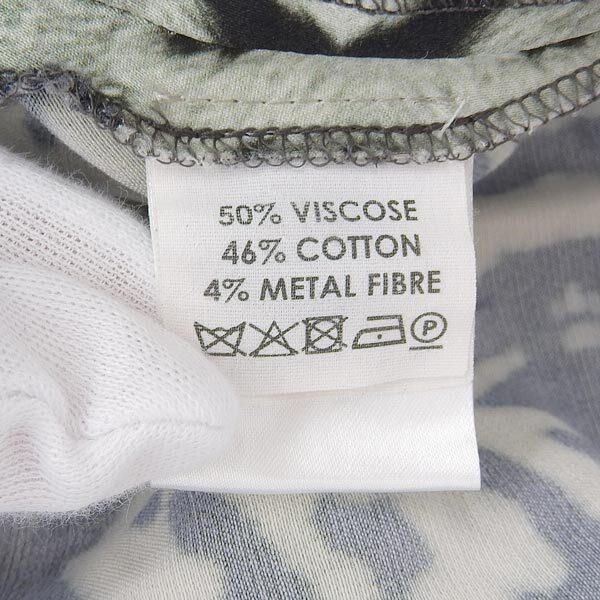 50% VISCOSE
46% COTTON
4% METAL FIBRE
P